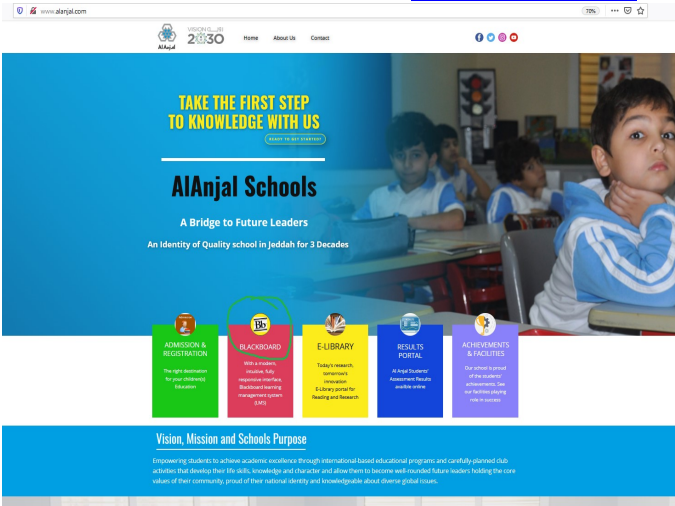 www.alanjal.com
70%
AlAnjal
VISION رؤيــــة
2030
Home About Us Contact
TAKE THE FIRST STEP
TO KNOWLEDGE WITH US
READY TO GET STARTED?
AlAnjal Schools
A Bridge to Future Leaders
An Identity of Quality school in Jeddah for 3 Decades
Bb
ADMISSION &
REGISTRATION
The right destination
for your child(ren)
Education
BLACKBOARD
With a modern,
intuitive, fully
responsive interface,
Blackboard learning
management system
(LMS)
E-LIBRARY
Today's research,
tomorrow's
innovation
E-Library portal for
Reading and Research
RESULTS
PORTAL
Al Anjal Students'
Assessment Results
avaible online
ACHIEVEMENTS
& FACILITIES
Our school is proud
of the students'
achievements. See
our facilities playing
role in success
Vision, Mission and Schools Purpose
Empowering students to achieve academic excellence through international-based educational programs and carefully-planned club
activities that develop their life skills, knowledge and character and allow them to become well-rounded future leaders holding the core
values of their community, proud of their national identity and knowledgeable about diverse global issues.